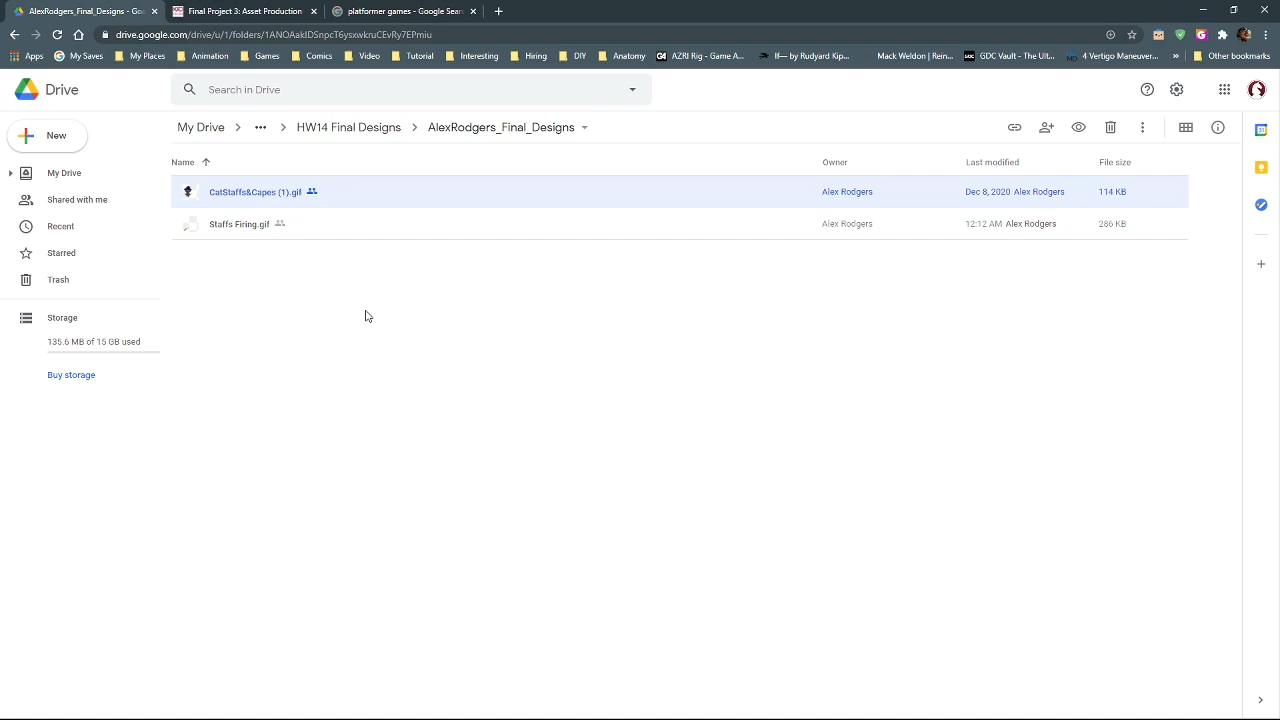 AlexRodgers_Final_Designs - Goo
Final Project 3: Asset Production
platformer games - Google Sear
drive.google.com/drive/u/1/folders/1ANOAakIDSnpcT6ysxwkruCEvRy7EPmiu
Apps My Saves My Places Animation Games Comics Video Tutorial Interesting Hiring DIY Anatomy AZRI Rig - Game A... If— by Rudyard Kip... Mack Weldon | Rein... GDC Vault - The Ult... 4 Vertigo Maneuver... » Other bookmarks
Drive
Search in Drive
New
My Drive > ••• > HW14 Final Designs > AlexRodgers_Final_Designs
Name Owner Last modified File size
My Drive
CatStaffs&Capes (1).gif Alex Rodgers Dec 8, 2020 Alex Rodgers 114 KB
Shared with me
Staffs Firing.gif Alex Rodgers 12:12 AM Alex Rodgers 286 KB
Recent
Starred
Trash
Storage
135.6 MB of 15 GB used
Buy storage